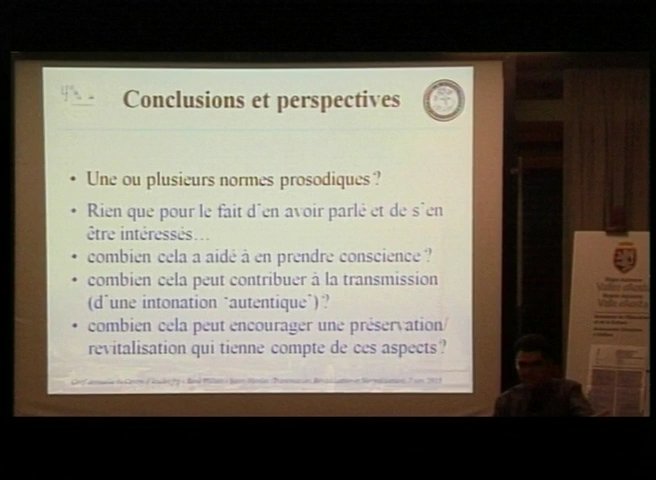 Conclusions et perspectives
• Une ou plusieurs normes prosodiques?
• Rien que pour le fait d'en avoir parlé et de s'en
être intéressés…
• combien cela a aidé à en prendre conscience?
• combien cela peut contribuer à la transmission
(d'une intonation 'autentique')?
• combien cela peut encourager une préservation/
revitalisation qui tienne compte de ces aspects?